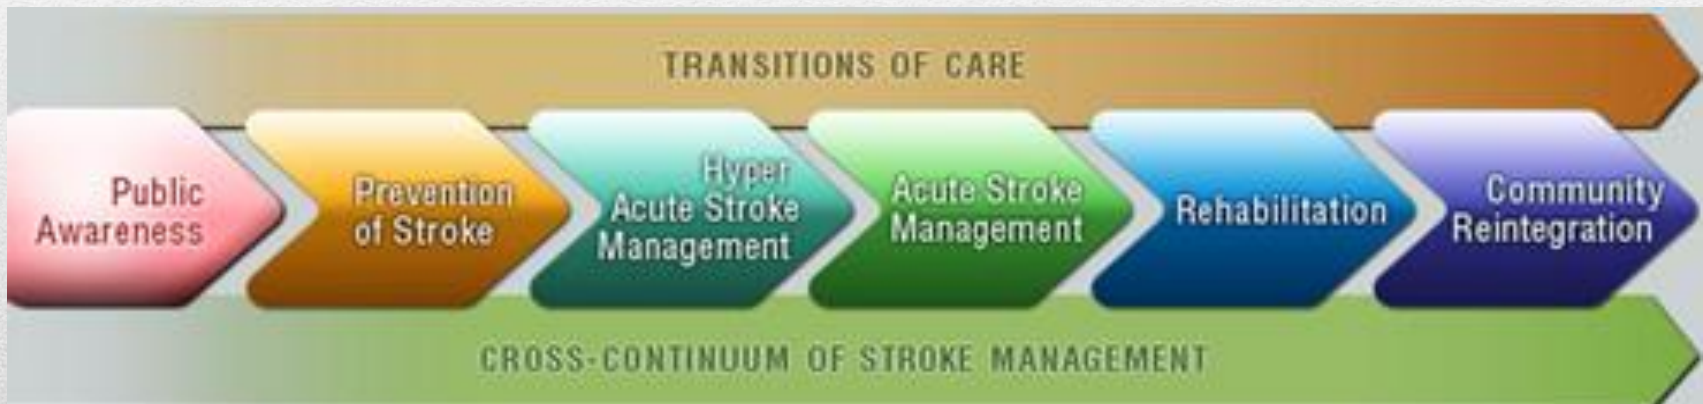 TRANSITIONS OF CARE
Public
Awareness
Prevention
of Stroke
Hyper
Acute Stroke
Management
Acute Stroke
Management
Rehabilitation
Community
Reintegration
CROSS-CONTINUUM OF STROKE MANAGEMENT